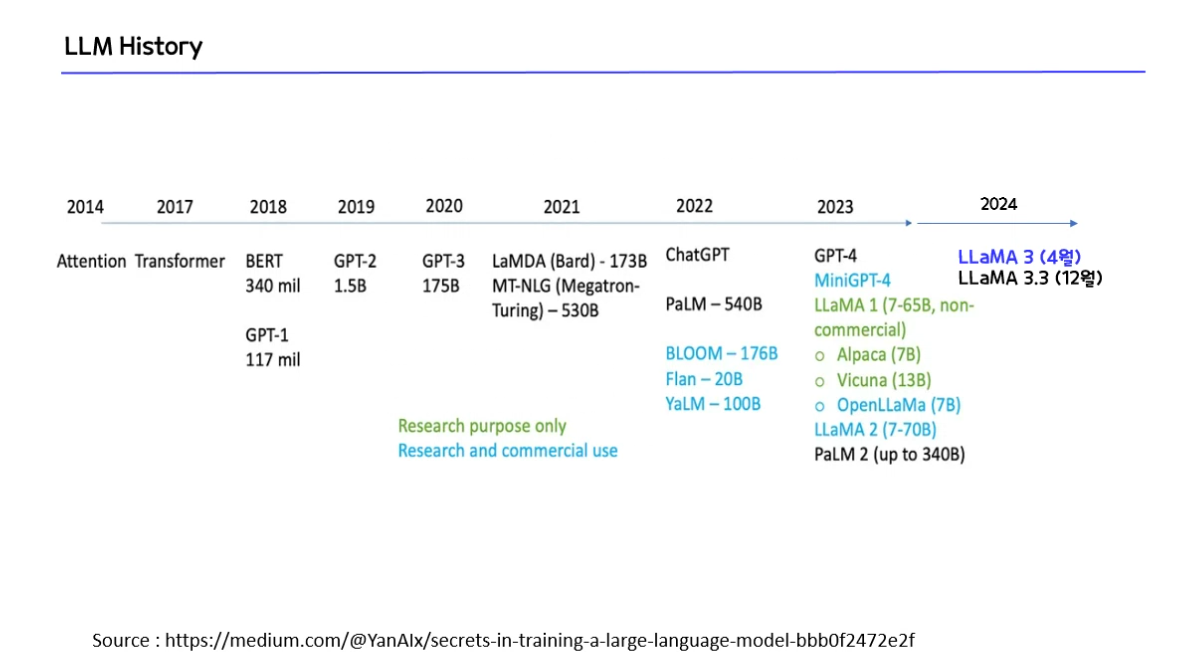 LLM History
2014
2017
2018
2019
2020
2021
2022
2023
2024
Attention
Transformer
BERT
340 mil
GPT-1
117 mil
GPT-2
1.5B
GPT-3
175B
LaMDA (Bard) - 173B
MT-NLG (Megatron-
Turing) – 530B
ChatGPT
PaLM – 540B
BLOOM – 176B
Flan – 20B
YaLM – 100B
GPT-4
MiniGPT-4
LLaMA 1 (7-65B, non-
commercial)
o Alpaca (7B)
o Vicuna (13B)
o OpenLLaMa (7B)
LLaMA 2 (7-70B)
PaLM 2 (up to 340B)
LLaMA 3 (4월)
LLaMA 3.3 (12월)
Research purpose only
Research and commercial use
Source : https://medium.com/@YanAIx/secrets-in-training-a-large-language-model-bbb0f2472e2f